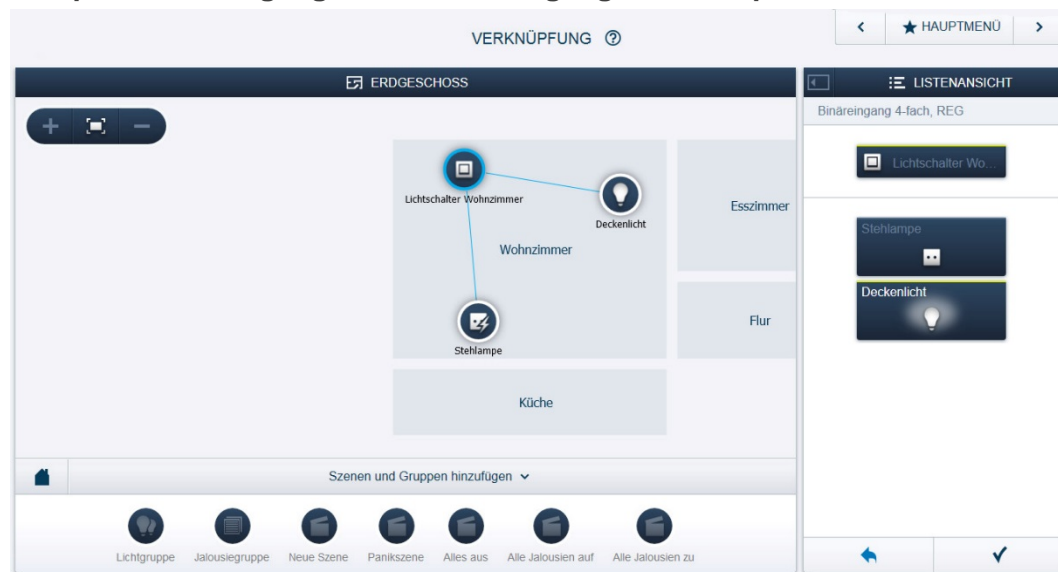 VERKNÜPFUNG
HAUPTMENÜ
ERDGESCHOSS
LISTENANSICHT
Binäreingang 4-fach, REG
Lichtschalter Wo...
Lichtschalter Wohnzimmer
Deckenlicht
Wohnzimmer
Esszimmer
Stehlampe
Stehlampe
Deckenlicht
Flur
Küche
Szenen und Gruppen hinzufügen
Lichtgruppe Jalousiegruppe Neue Szene Panikszene Alles aus Alle Jalousien auf Alle Jalousien zu